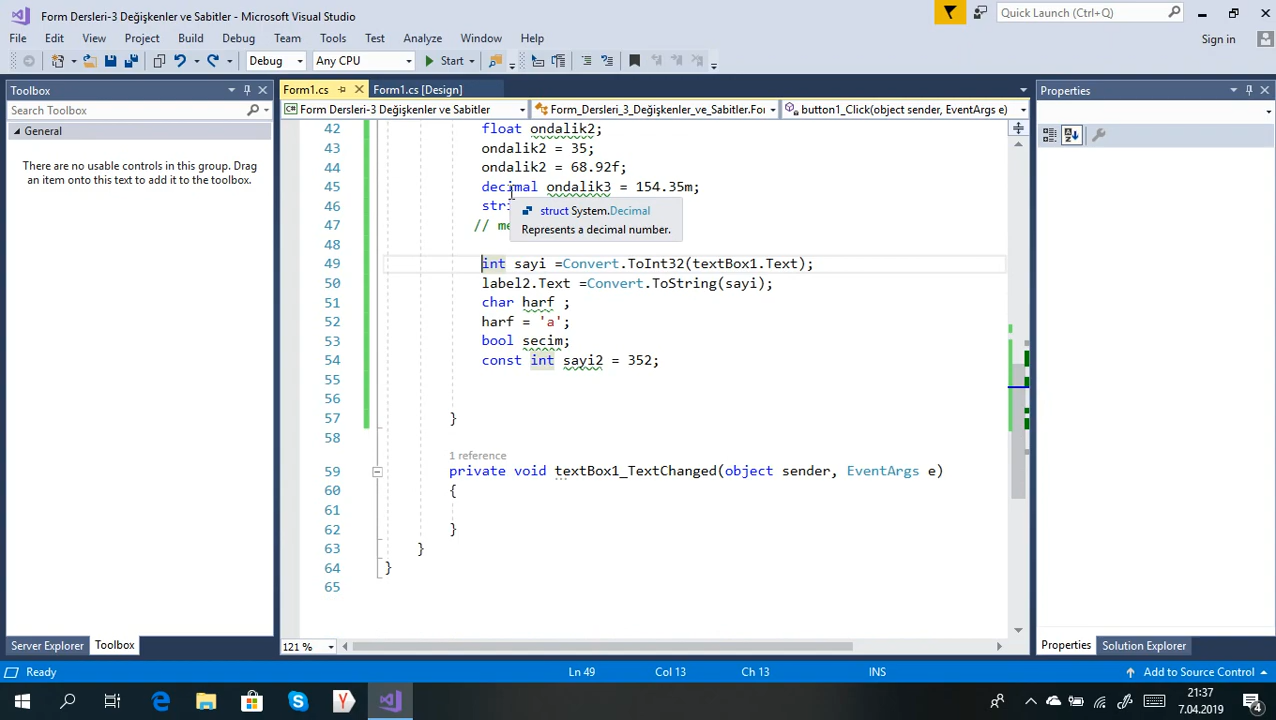 Form Dersleri-3 Değişkenler ve Sabitler - Microsoft Visual Studio
Quick Launch (Ctrl+Q)
File Edit View Project Build Debug Team Tools Test Analyze Window Help
Sign in
Debug Any CPU Start
Toolbox
Form1.cs Form1.cs [Design]
Properties
Search Toolbox
Form Dersleri-3 Değişkenler ve Sabitler Form_Dersleri_3_Değişkenler_ve_Sabitler.For button1_Click(object sender, EventArgs e)
General
There are no usable controls in this group. Drag
an item onto this text to add it to the toolbox.
42 float ondalik2;
43 ondalik2 = 35;
44 ondalik2 = 68.92f;
45 decimal ondalik3 = 154.35m;
46 stri
struct System.Decimal
Represents a decimal number.
47 // me
48
49 int sayi =Convert.ToInt32(textBox1.Text);
50 label2.Text =Convert.ToString(sayi);
51 char harf ;
52 harf = 'a';
53 bool secim;
54 const int sayi2 = 352;
55
56
57 }
58
1 reference
59 private void textBox1_TextChanged(object sender, EventArgs e)
60 {
61
62 }
63 }
64 }
65
Server Explorer Toolbox
121 %
Properties Solution Explorer
Ready Ln 49 Col 13 Ch 13 INS Add to Source Control
21:37
7.04.2019
4